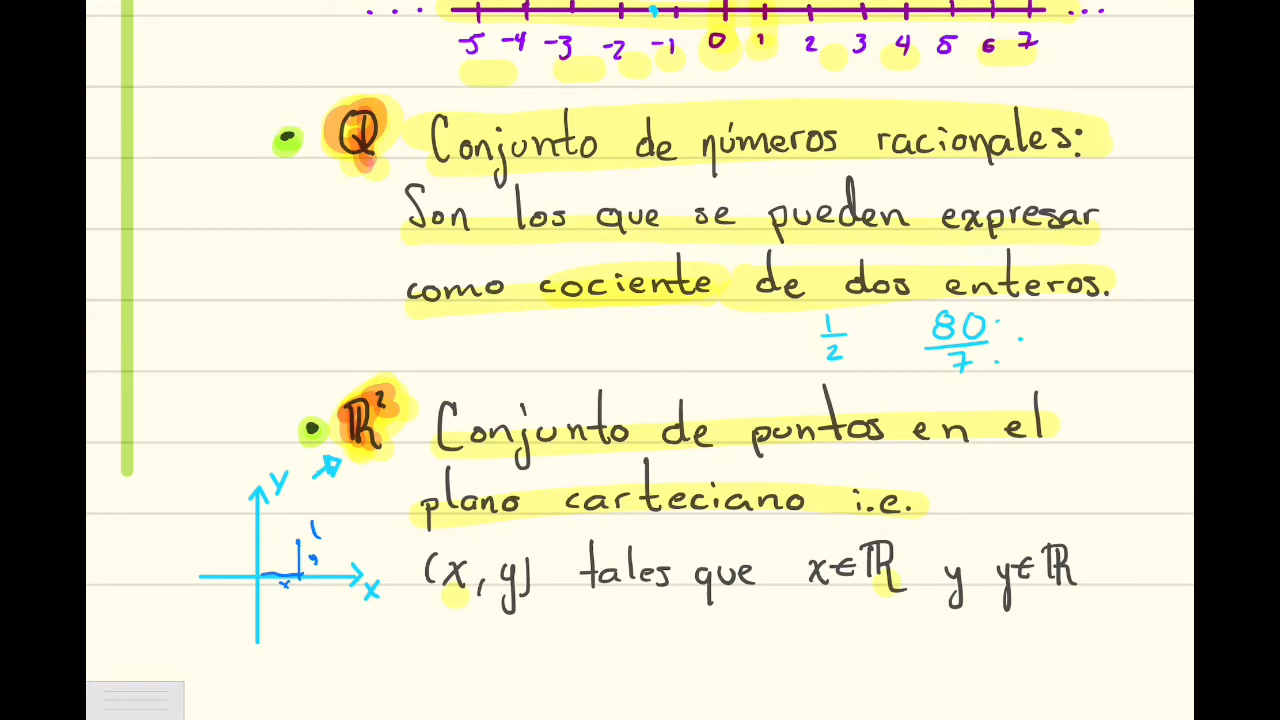 -5 -4 -3 -2 -1 0 1 2 3 4 5 6 7
ℚ Conjunto de números racionales:
Son los que se pueden expresar
como cociente de dos enteros.
1/2 80/7
ℝ² Conjunto de puntos en el
plano carteciano i.e.
(x, y) tales que x∈ℝ y y∈ℝ
y
y
x
x